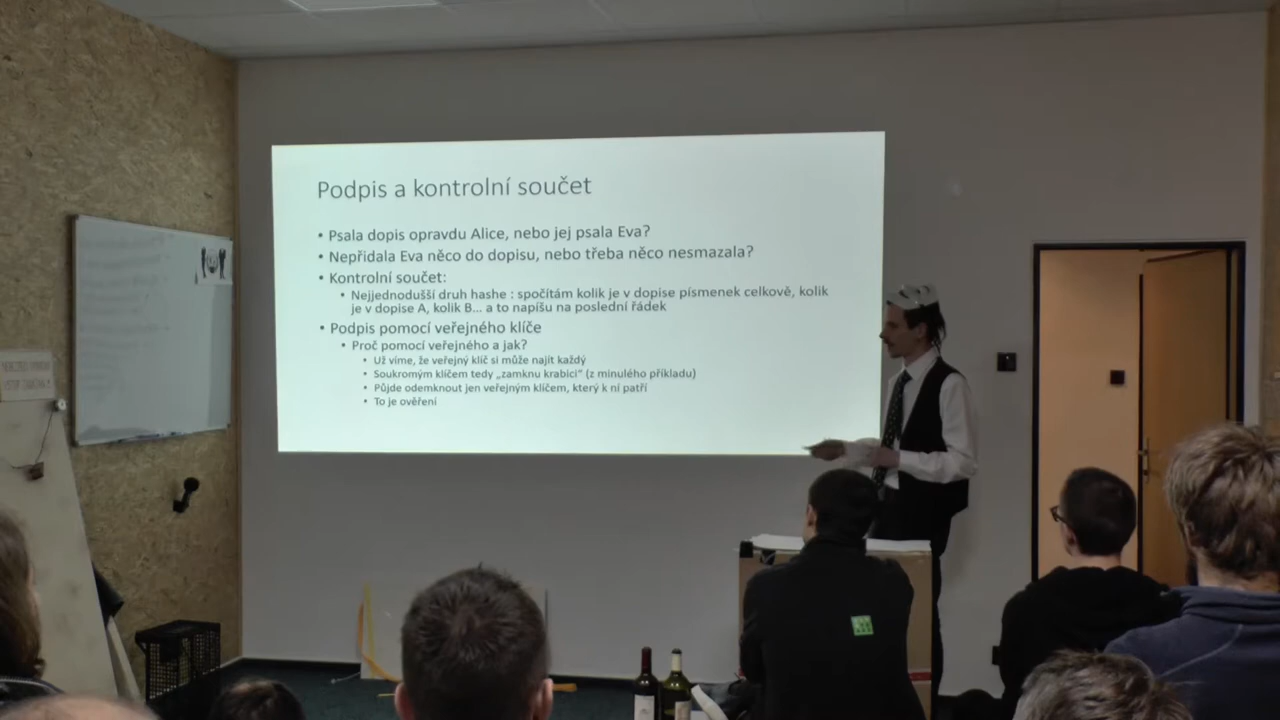 Podpis a kontrolní součet
• Psala dopis opravdu Alice, nebo jej psala Eva?
• Nepřidala Eva něco do dopisu, nebo třeba něco nesmazala?
• Kontrolní součet:
• Nejjednodušší druh hashe : spočítám kolik je v dopise písmenek celkově, kolik
je v dopise A, kolik B... a to napíšu na poslední řádek
• Podpis pomocí veřejného klíče
• Proč pomocí veřejného a jak?
• Už víme, že veřejný klíč si může najít každý
• Soukromým klíčem tedy „zamknu krabici" (z minulého příkladu)
• Půjde odemknout jen veřejným klíčem, který k ní patří
• To je ověření